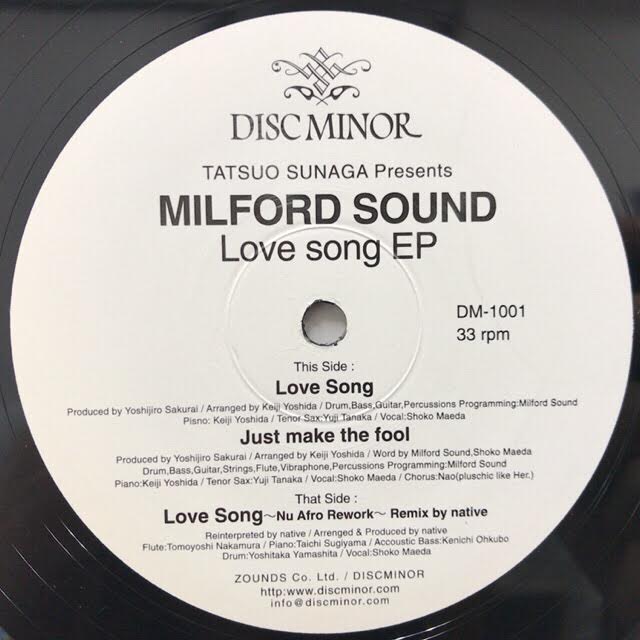 DISC MINOR
TATSUO SUNAGA Presents
MILFORD SOUND
Love song EP
DM-1001
33 rpm
This Side :
Love Song
Produced by Yoshijiro Sakurai / Arranged by Keiji Yoshida / Drum,Bass,Guitar,Percussions Programming:Milford Sound
Pisno: Keiji Yoshida / Tenor Sax:Yuji Tanaka / Vocal:Shoko Maeda
Just make the fool
Produced by Yoshijiro Sakurai / Arranged by Keiji Yoshida / Word by Milford Sound,Shoko Maeda
Drum,Bass,Guitar,Strings,Flute,Vibraphone,Percussions Programming:Milford Sound
Piano:Keiji Yoshida / Tenor Sax:Yuji Tanaka / Vocal:Shoko Maeda / Chorus:Nao(pluschic like Her.)
That Side :
Love Song～Nu Afro Rework～ Remix by native
Reinterpreted by native / Arranged & Produced by native
Flute:Tomoyoshi Nakamura / Piano:Taichi Sugiyama / Accoustic Bass:Kenichi Ohkubo
Drum:Yoshitaka Yamashita / Vocal:Shoko Maeda
ZOUNDS Co. Ltd. / DISCMINOR
http:www.discminor.com
info@discminor.com